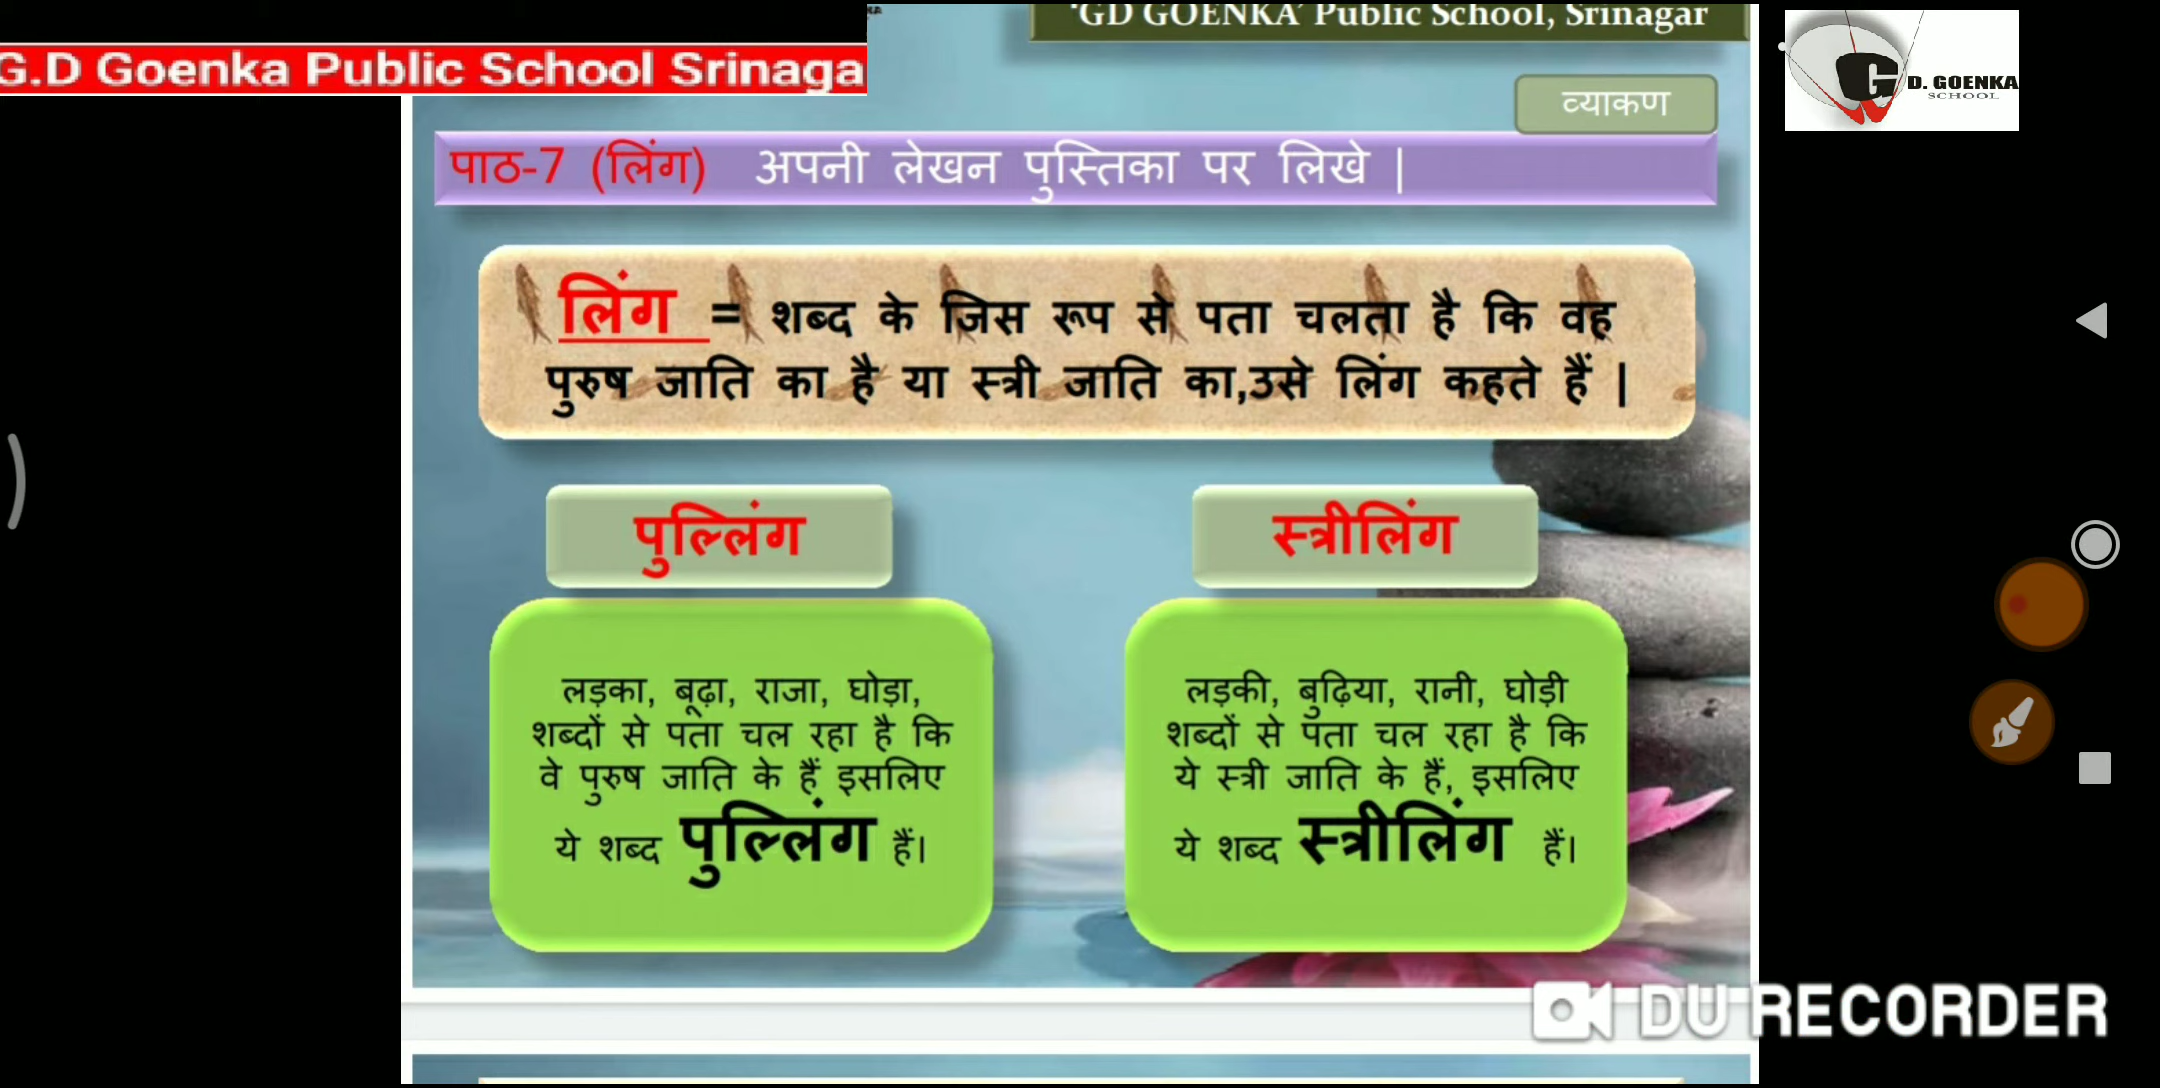 'GD GOENKA' Public School, Srinagar
G.D Goenka Public School Srinaga
D. GOENKA
SCHOOL
व्याकण
पाठ-7 (लिंग) अपनी लेखन पुस्तिका पर लिखे |
लिंग = शब्द के जिस रूप से पता चलता है कि वह
पुरुष जाति का है या स्त्री जाति का,उसे लिंग कहते हैं |
पुल्लिंग
लड़का, बूढ़ा, राजा, घोड़ा,
शब्दों से पता चल रहा है कि
वे पुरुष जाति के हैं इसलिए
ये शब्द पुल्लिंग हैं।
स्त्रीलिंग
लड़की, बुढ़िया, रानी, घोड़ी
शब्दों से पता चल रहा है कि
ये स्त्री जाति के हैं, इसलिए
ये शब्द स्त्रीलिंग हैं।
DU RECORDER